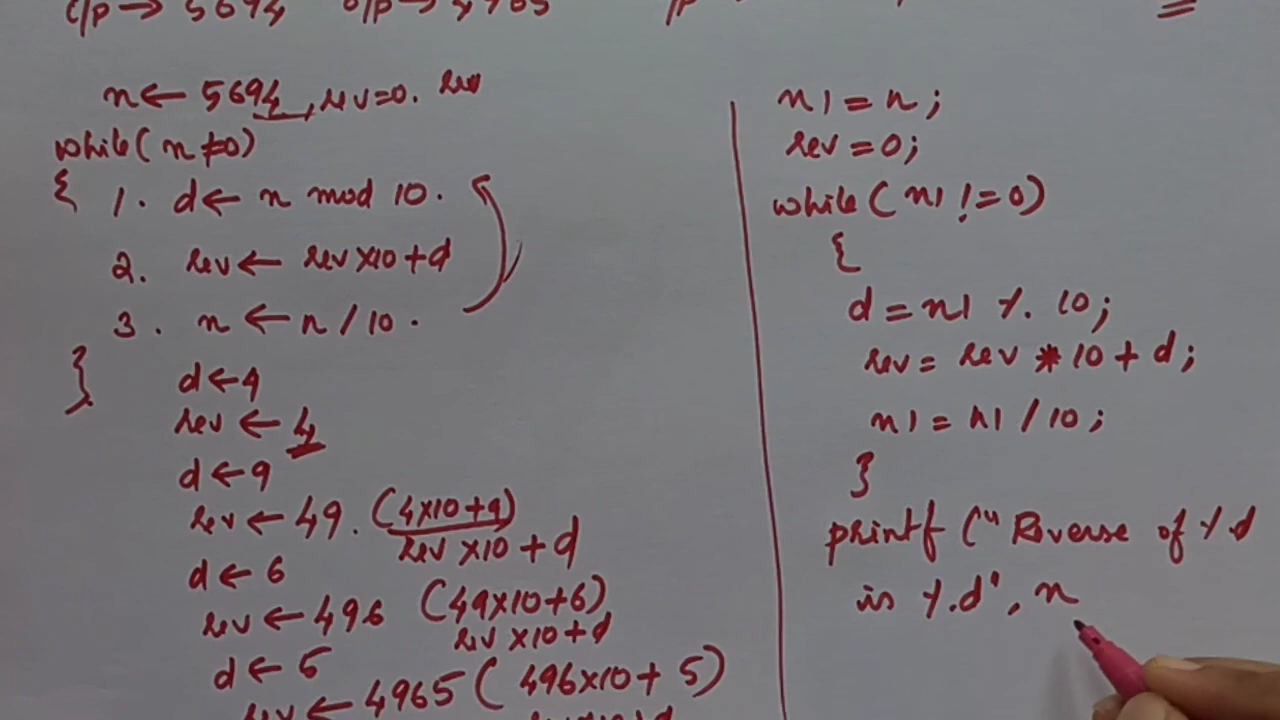 i/p → 5694 o/p → 4965
n ← 5694, rev=0. rev
while( n ≠0)
{ 1. d ← n mod 10.
2. rev ← rev×10 + d
3. n ← n / 10.
}
d ← 4
rev ← 4
d ← 9
rev ← 49. (4×10+9)
rev ×10 + d
d ← 6
rev ← 496 (49×10+6)
rev ×10+d
d ← 5
rev ← 4965 ( 496×10+ 5)
n1 = n;
rev = 0;
while( n1 != 0)
{
d = n1 % 10;
rev = rev * 10 + d;
n1 = n1 / 10;
}
printf (" Reverse of %d
is %d", n